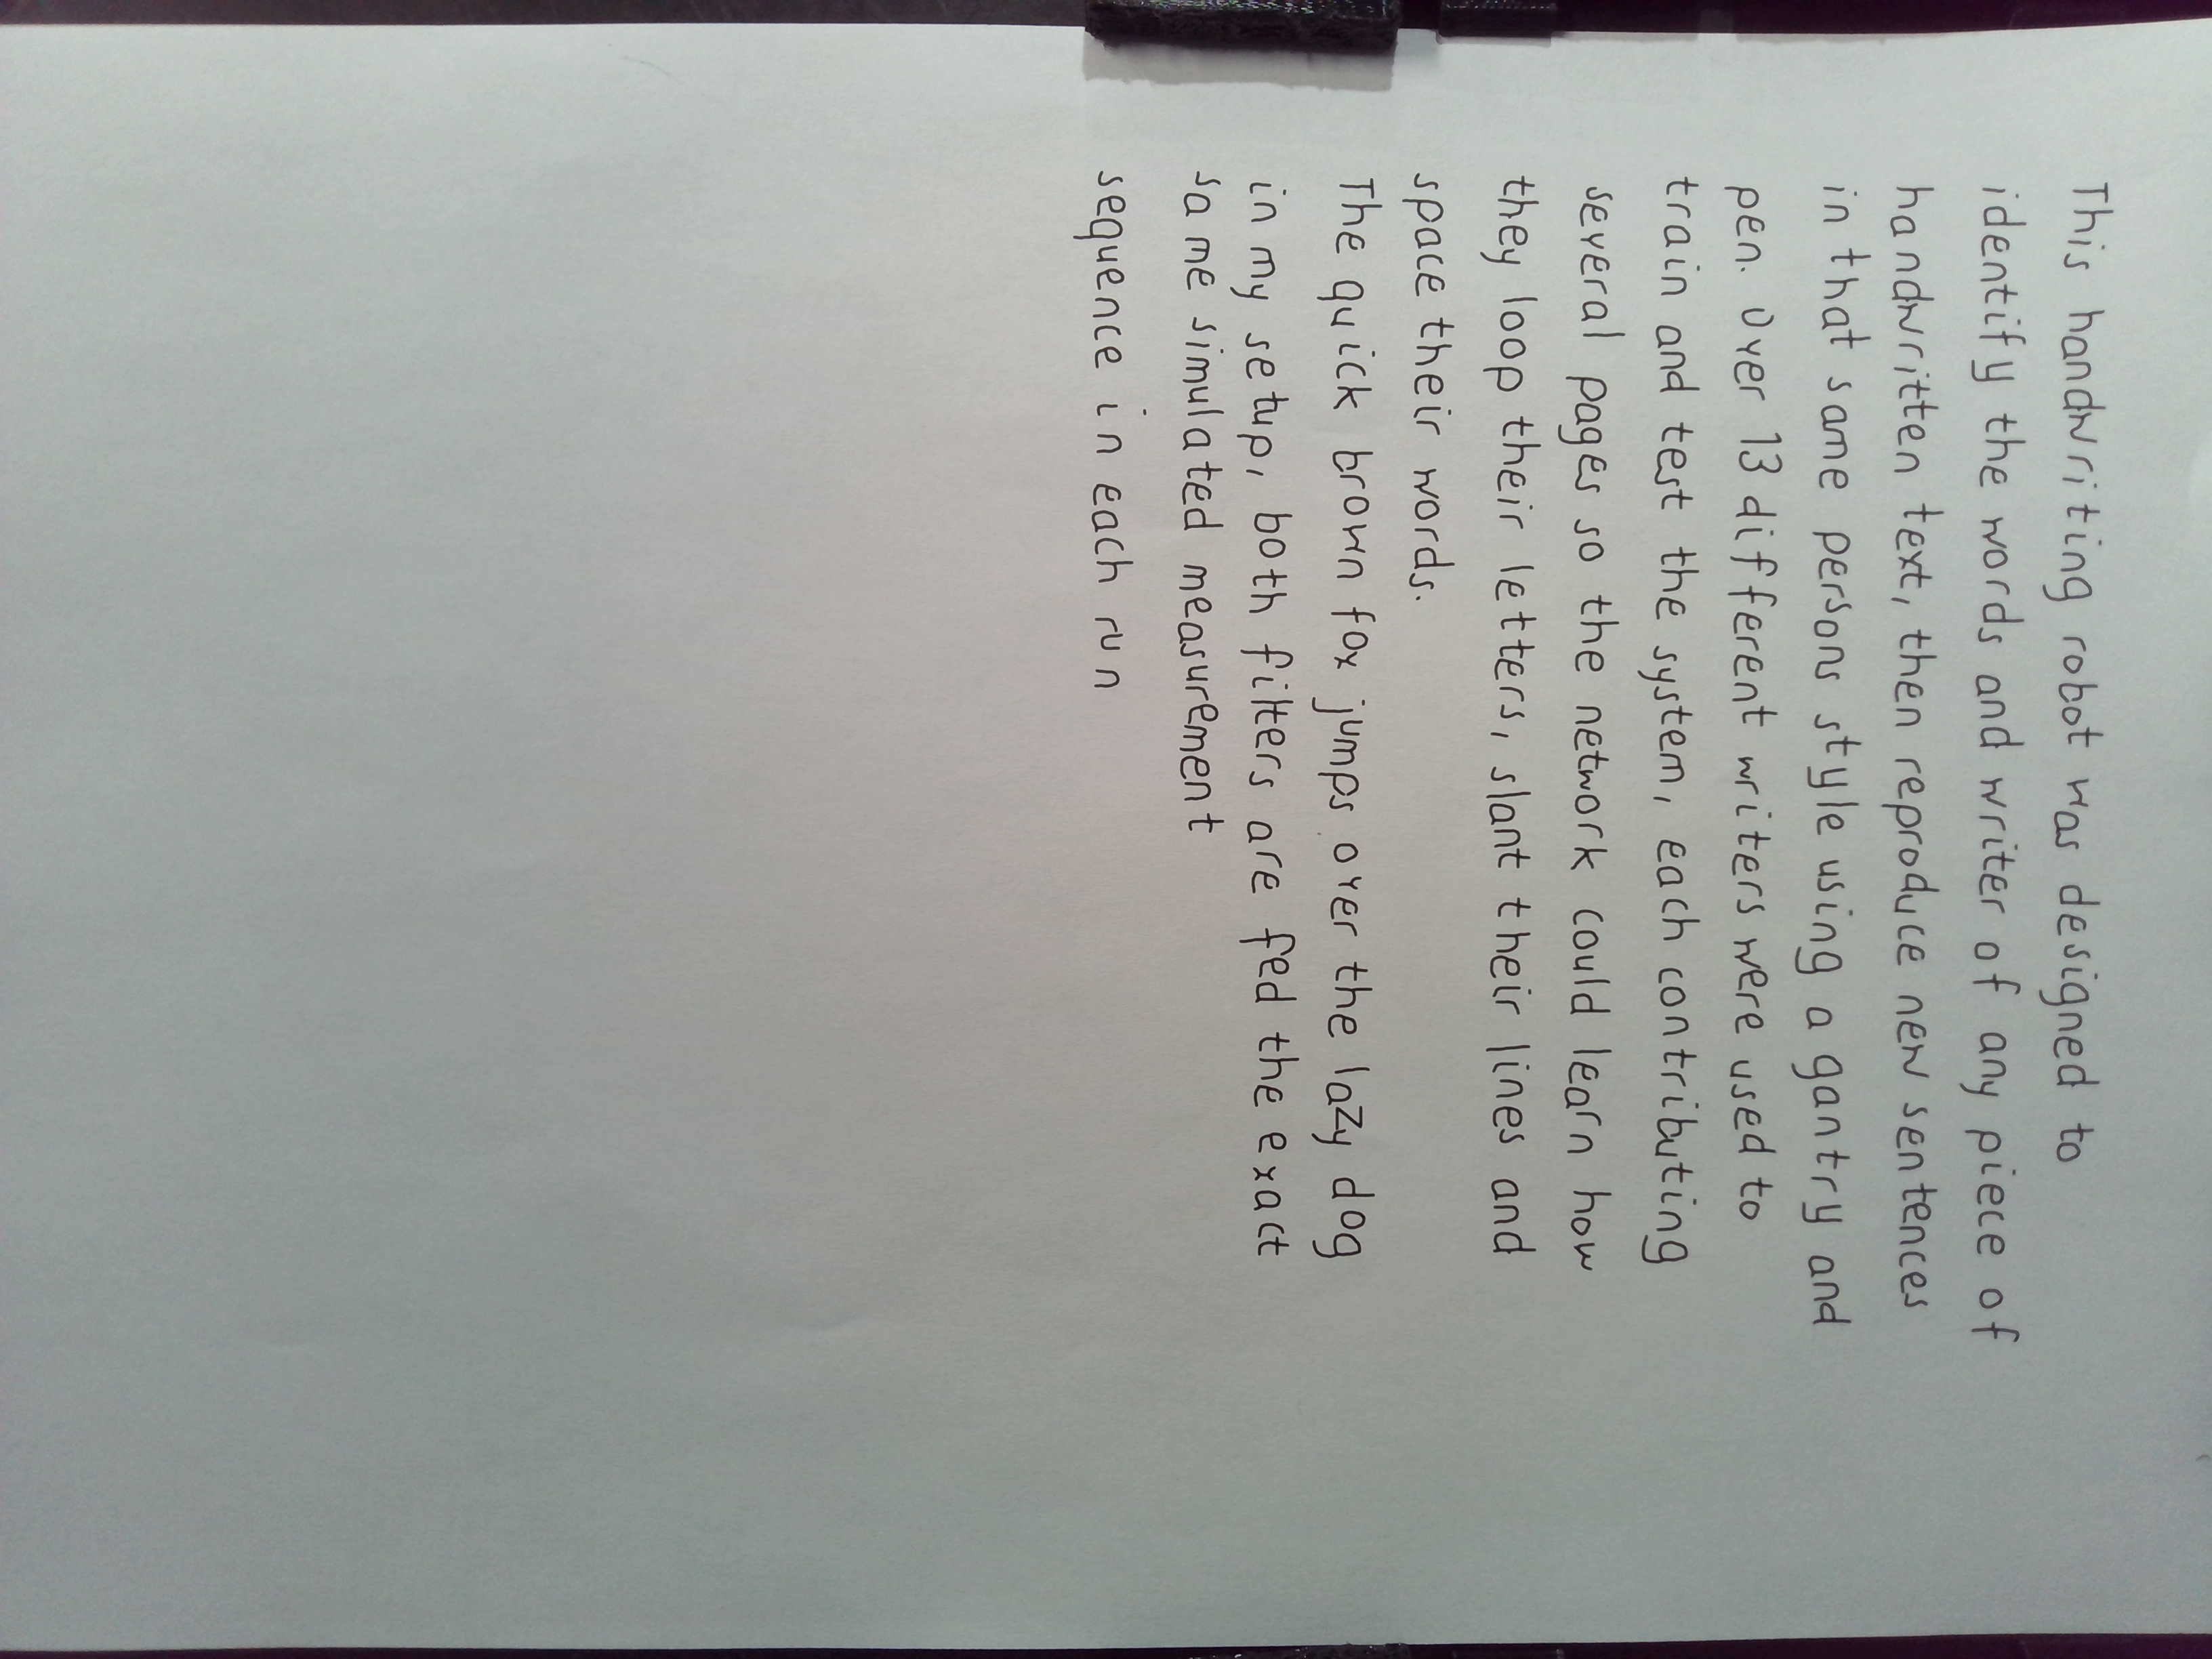 This handwriting robot was designed to
identify the words and writer of any piece of
handwritten text, then reproduce new sentences
in that same persons style using a gantry and
pen. Over 13 different writers were used to
train and test the system, each contributing
several pages so the network could learn how
they loop their letters, slant their lines and
space their words.
The quick brown fox jumps over the lazy dog
in my setup, both filters are fed the exact
same simulated measurement
sequence in each run